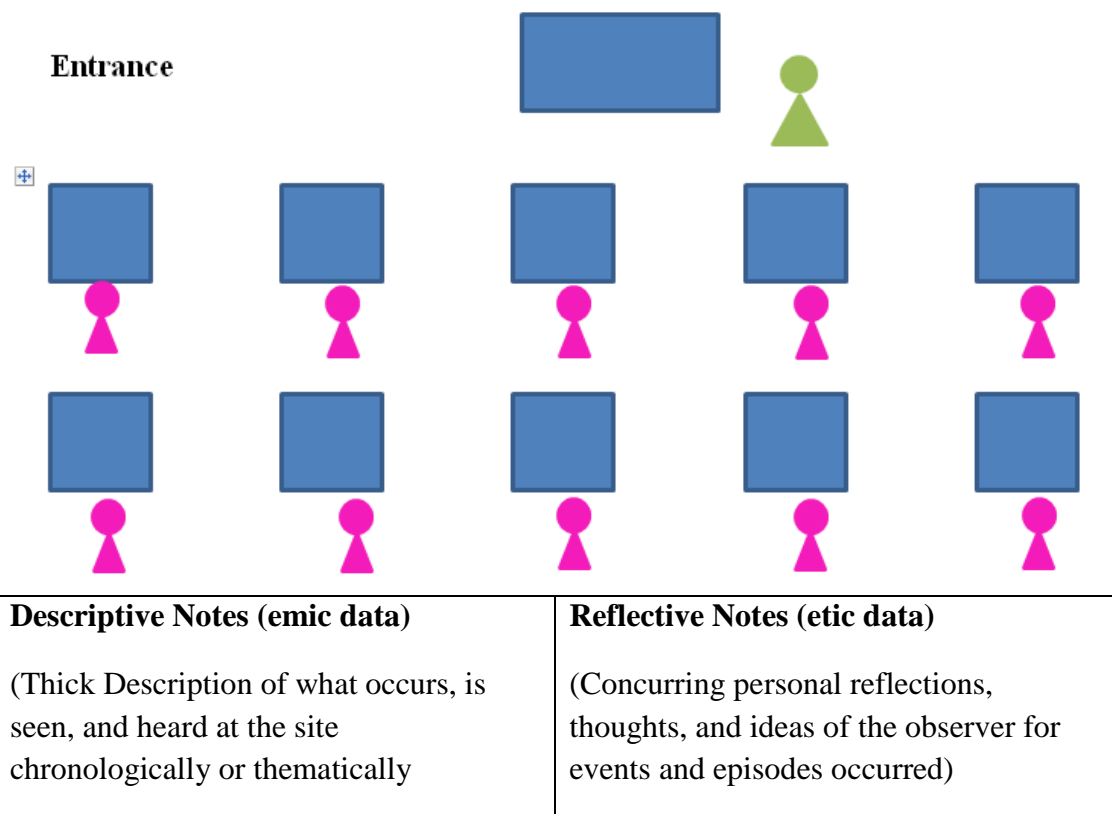 Entrance
Descriptive Notes (emic data)
(Thick Description of what occurs, is
seen, and heard at the site
chronologically or thematically
Reflective Notes (etic data)
(Concurring personal reflections,
thoughts, and ideas of the observer for
events and episodes occurred)